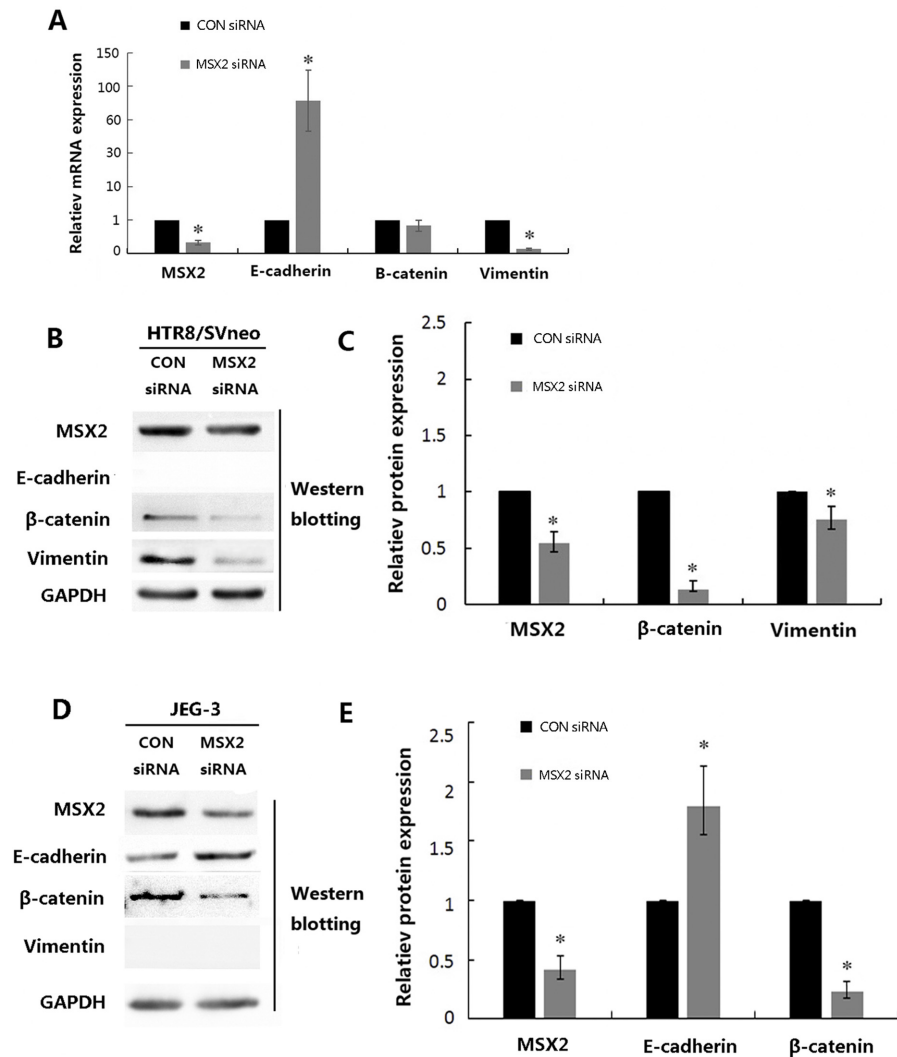 A
CON siRNA
MSX2 siRNA
*
Relatiev mRNA expression
150
100
60
30
10
1
0
*
*
MSX2 E-cadherin B-catenin Vimentin
B
HTR8/SVneo
CON siRNA
MSX2 siRNA
MSX2
E-cadherin
β-catenin
Vimentin
GAPDH
Western
blotting
C
CON siRNA
MSX2 siRNA
Relatiev protein expression
2.5
2
1.5
1
0.5
0
*
*
*
MSX2 β-catenin Vimentin
D
JEG-3
CON siRNA
MSX2 siRNA
MSX2
E-cadherin
β-catenin
Vimentin
GAPDH
Western
blotting
E
CON siRNA
MSX2 siRNA
Relatiev protein expression
2.5
2
1.5
1
0.5
0
*
*
*
MSX2 E-cadherin β-catenin